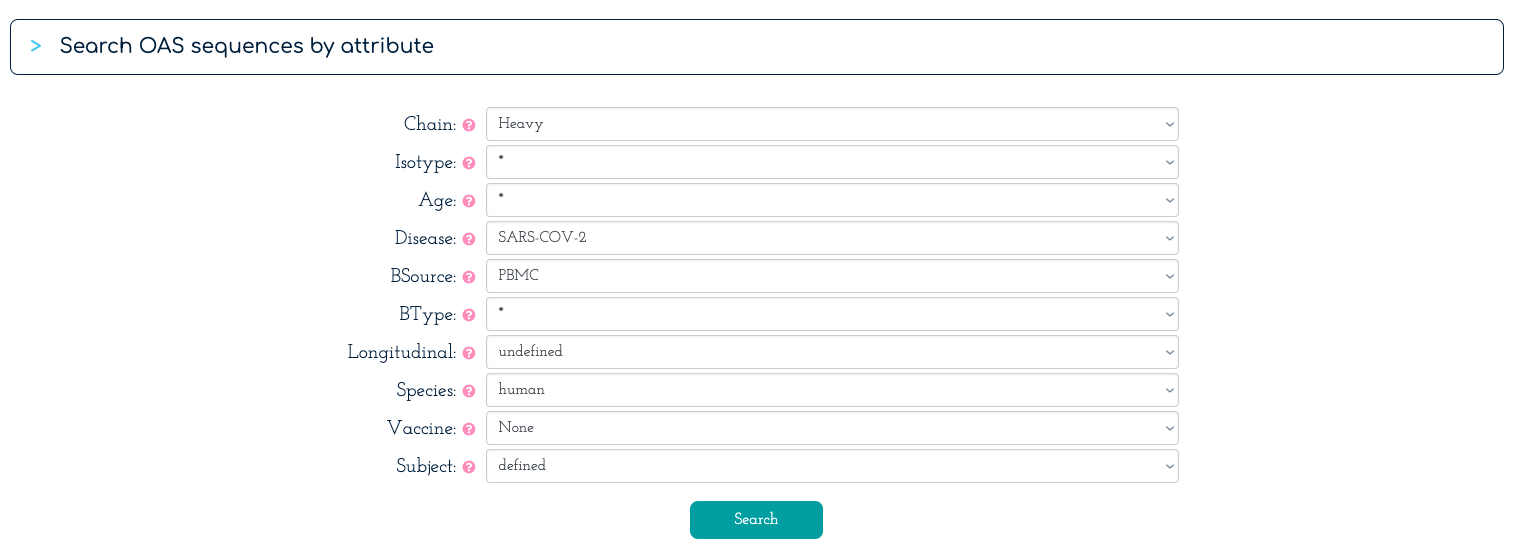 > Search OAS sequences by attribute
Chain: ? Heavy
Isotype: ? *
Age: ? *
Disease: ? SARS-COV-2
BSource: ? PBMC
BType: ? *
Longitudinal: ? undefined
Species: ? human
Vaccine: ? None
Subject: ? defined
Search